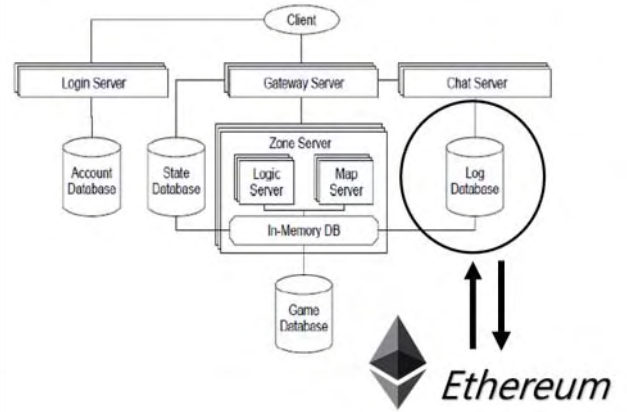 Client
Login Server
Gateway Server
Chat Server
Zone Server
Account
Database
State
Database
Logic
Server
Map
Server
Log
Database
In-Memory DB
Game
Database
Ethereum